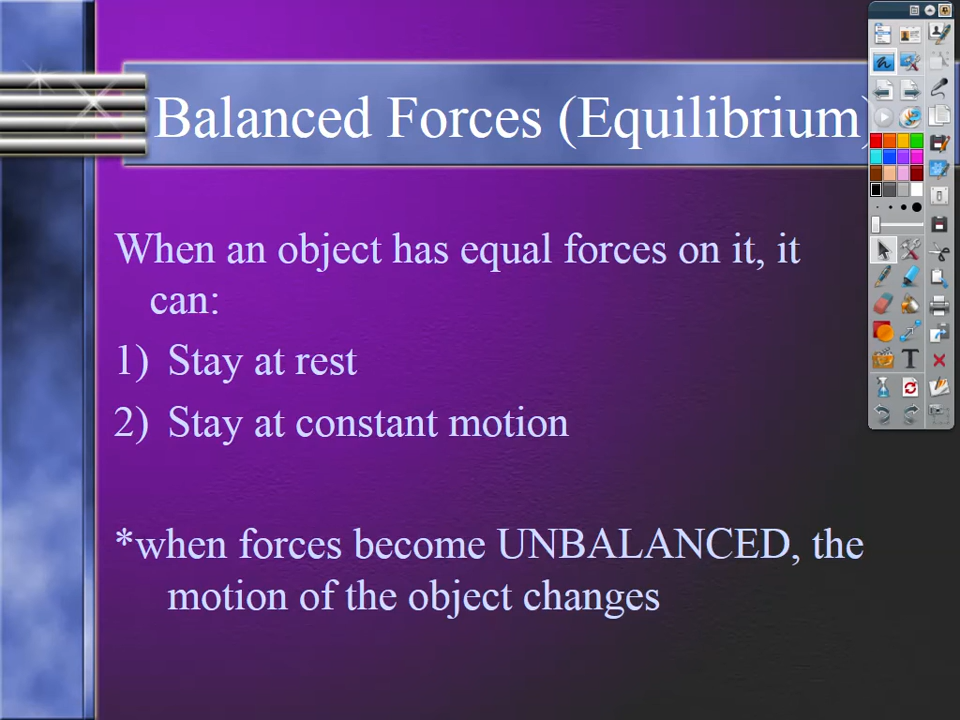 Balanced Forces (Equilibrium)
When an object has equal forces on it, it
can:
1) Stay at rest
2) Stay at constant motion
*when forces become UNBALANCED, the
motion of the object changes